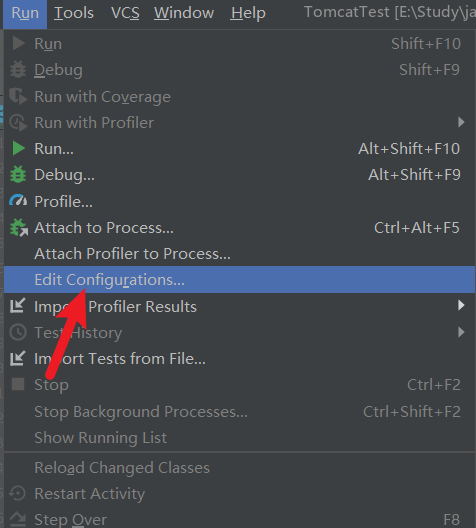 Run Tools VCS Window Help TomcatTest [E:\Study\ja
Run Shift+F10
Debug Shift+F9
Run with Coverage
Run with Profiler
Run... Alt+Shift+F10
Debug... Alt+Shift+F9
Profile...
Attach to Process... Ctrl+Alt+F5
Attach Profiler to Process...
Edit Configurations...
Import Profiler Results
Test History
Import Tests from File...
Stop Ctrl+F2
Stop Background Processes... Ctrl+Shift+F2
Show Running List
Reload Changed Classes
Restart Activity
Step Over F8